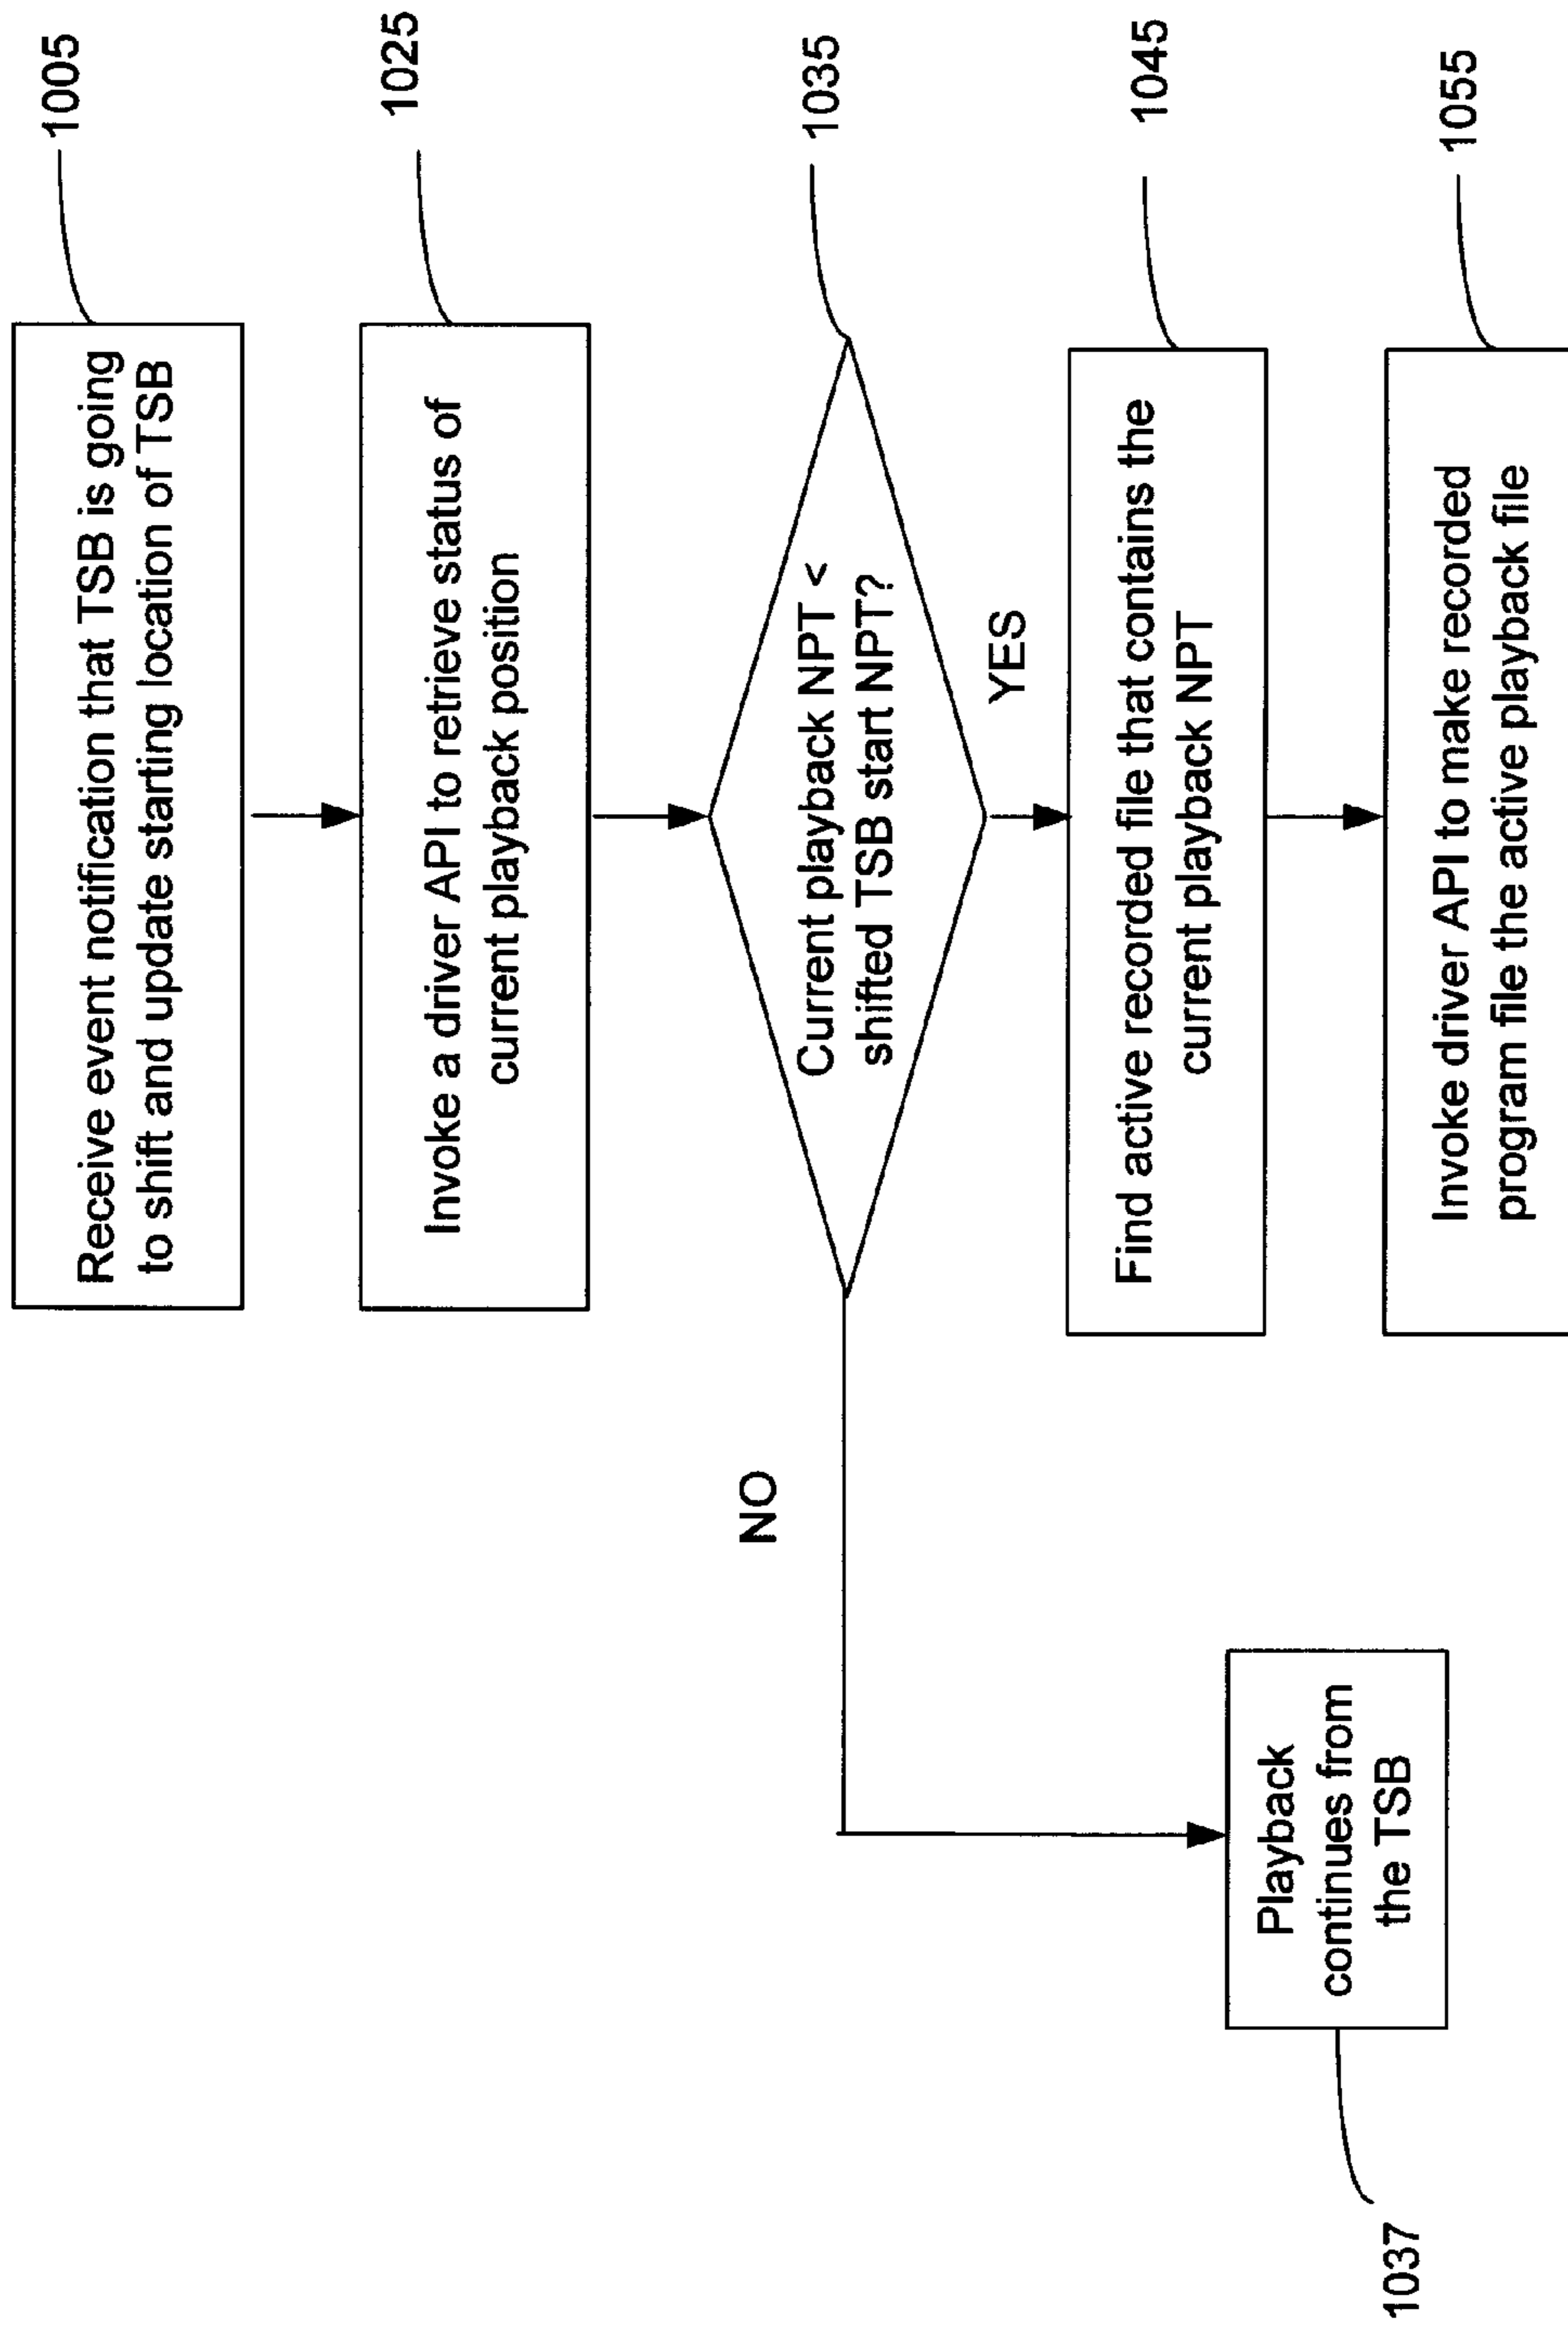 Receive event notification that TSB is going
to shift and update starting location of TSB
1005
Invoke a driver API to retrieve status of
current playback position
1025
Current playback NPT <
shifted TSB start NPT?
1035
NO
YES
Find active recorded file that contains the
current playback NPT
1045
Playback
continues from
the TSB
1037
Invoke driver API to make recorded
program file the active playback file
1055